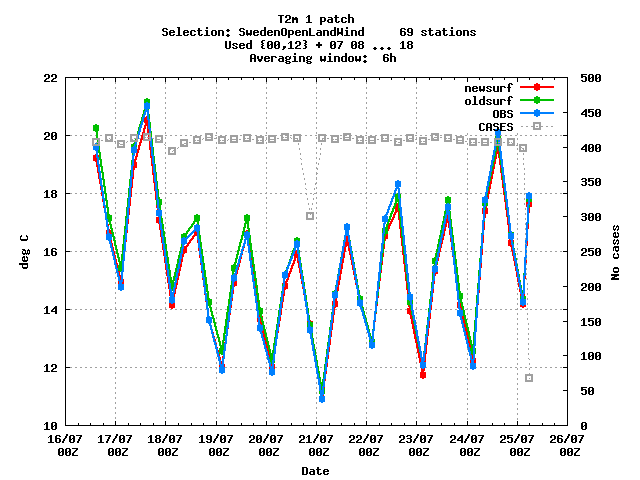 T2m 1 patch
Selection: SwedenOpenLandWind 69 stations
Used {00,12} + 07 08 ... 18
Averaging window: 6h
22
20
18
16
14
12
10
deg C
500
450
400
350
300
250
200
150
100
50
0
No cases
newsurf
oldsurf
OBS
CASES
16/07 17/07 18/07 19/07 20/07 21/07 22/07 23/07 24/07 25/07 26/07
00Z 00Z 00Z 00Z 00Z 00Z 00Z 00Z 00Z 00Z 00Z
Date